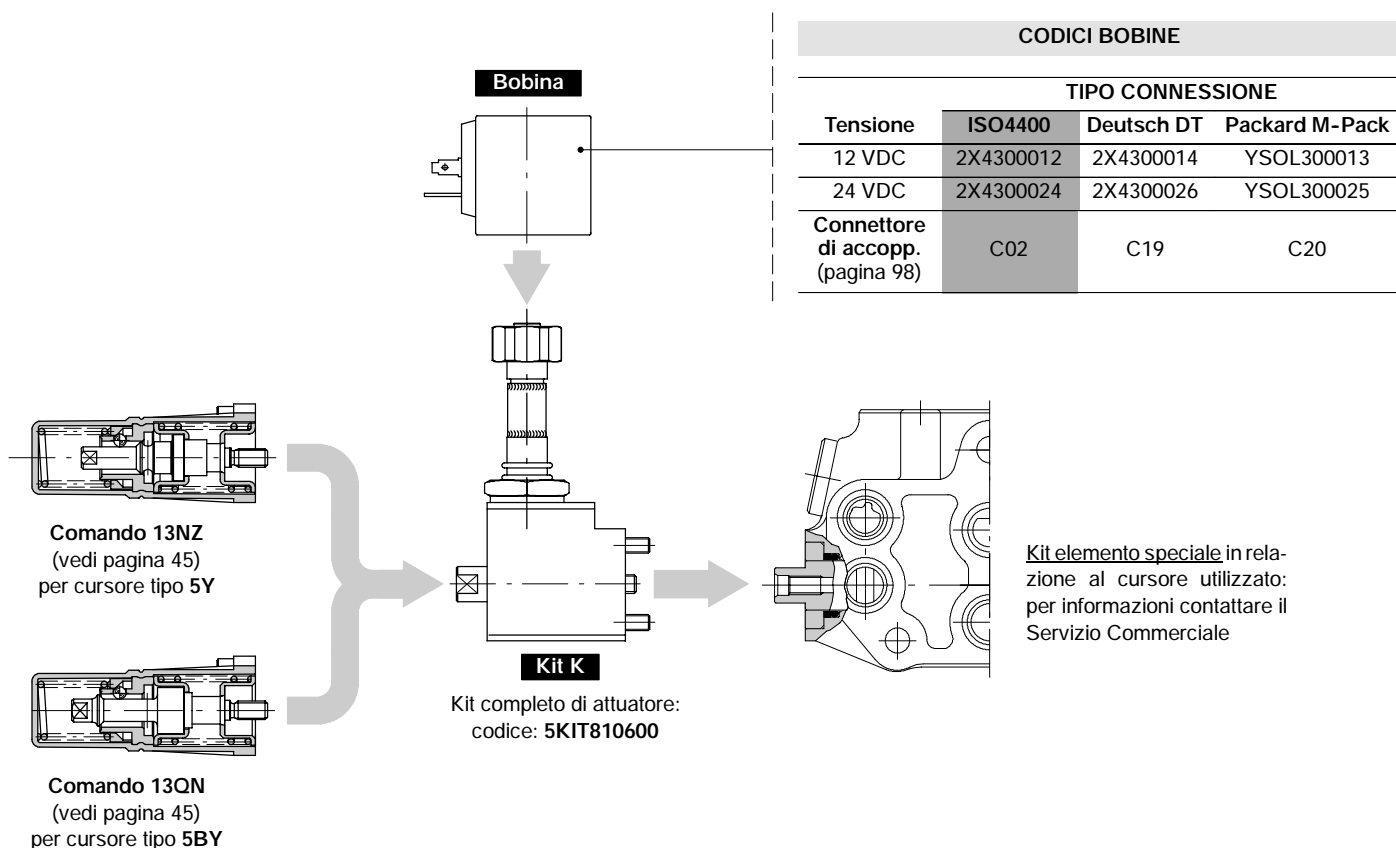 CODICI BOBINE
TIPO CONNESSIONE
Tensione ISO4400 Deutsch DT Packard M-Pack
12 VDC 2X4300012 2X4300014 YSOL300013
24 VDC 2X4300024 2X4300026 YSOL300025
Connettore
di accopp.
(pagina 98) C02 C19 C20
Bobina
Comando 13NZ
(vedi pagina 45)
per cursore tipo 5Y
Kit K
Kit completo di attuatore:
codice: 5KIT810600
Kit elemento speciale in rela-
zione al cursore utilizzato:
per informazioni contattare il
Servizio Commerciale
Comando 13QN
(vedi pagina 45)
per cursore tipo 5BY